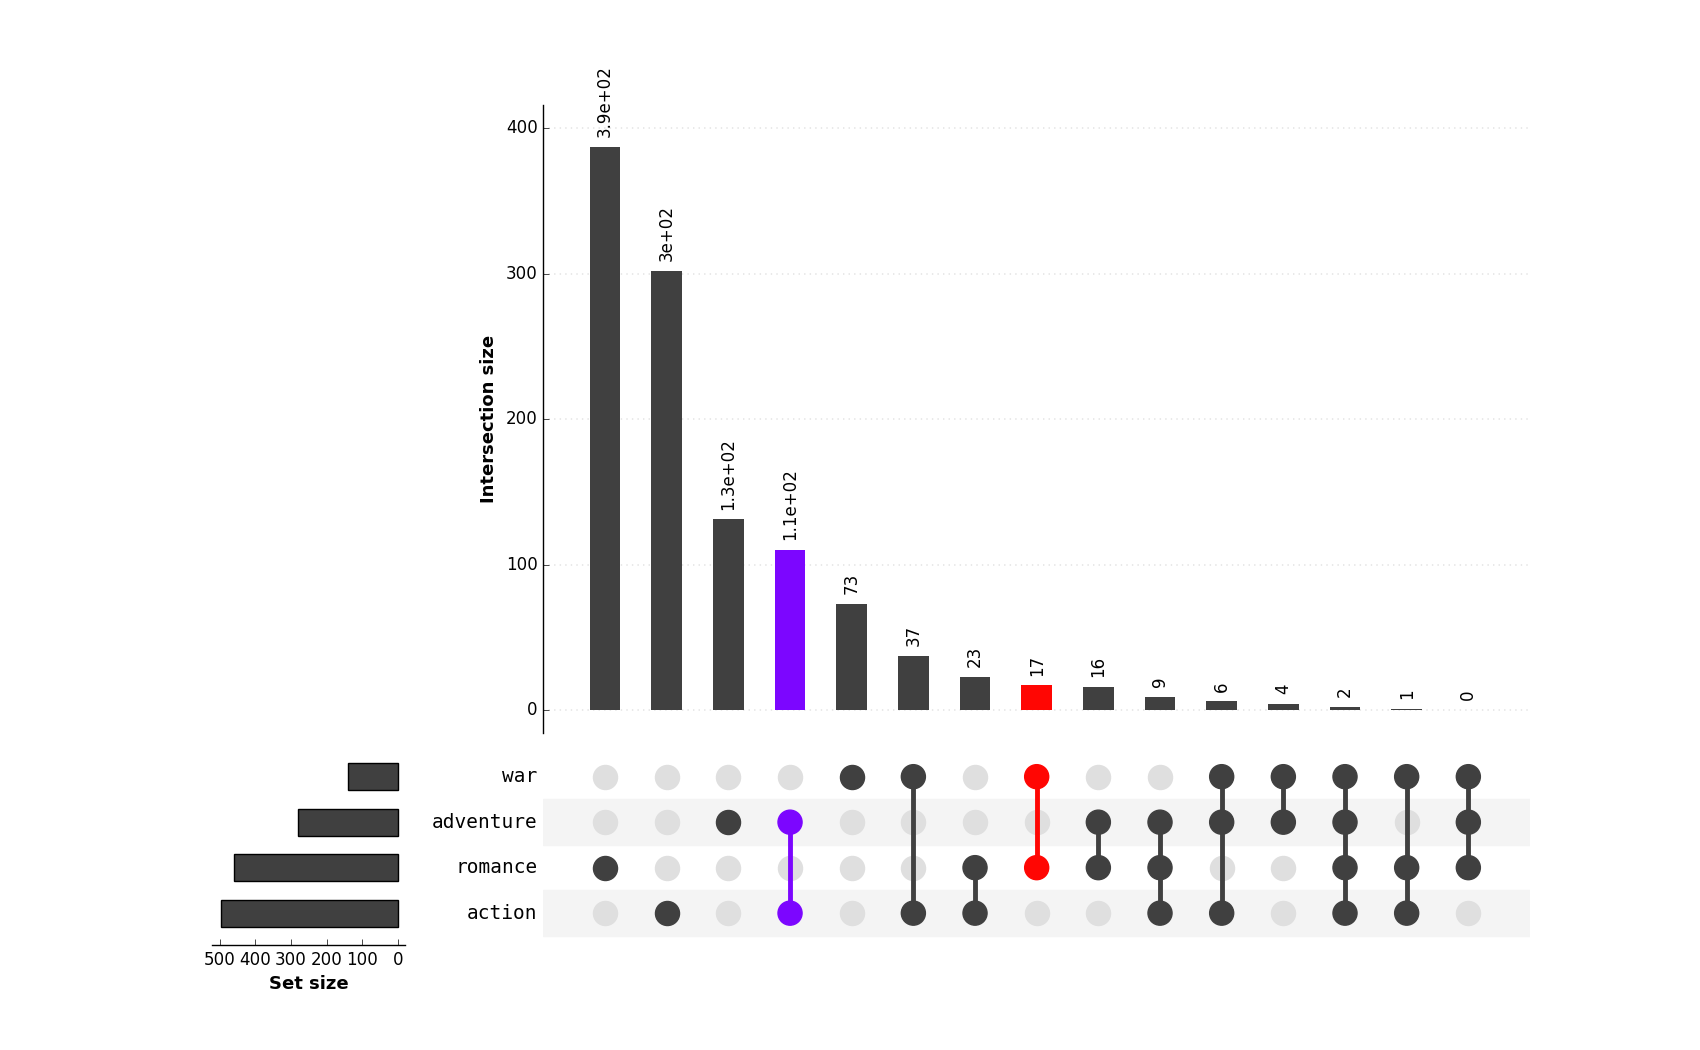 3.9e+02
3e+02
1.3e+02
1.1e+02
73
37
23
17
16
9
6
4
2
1
0
400
300
200
100
0
Intersection size
war
adventure
romance
action
500 400 300 200 100 0
Set size